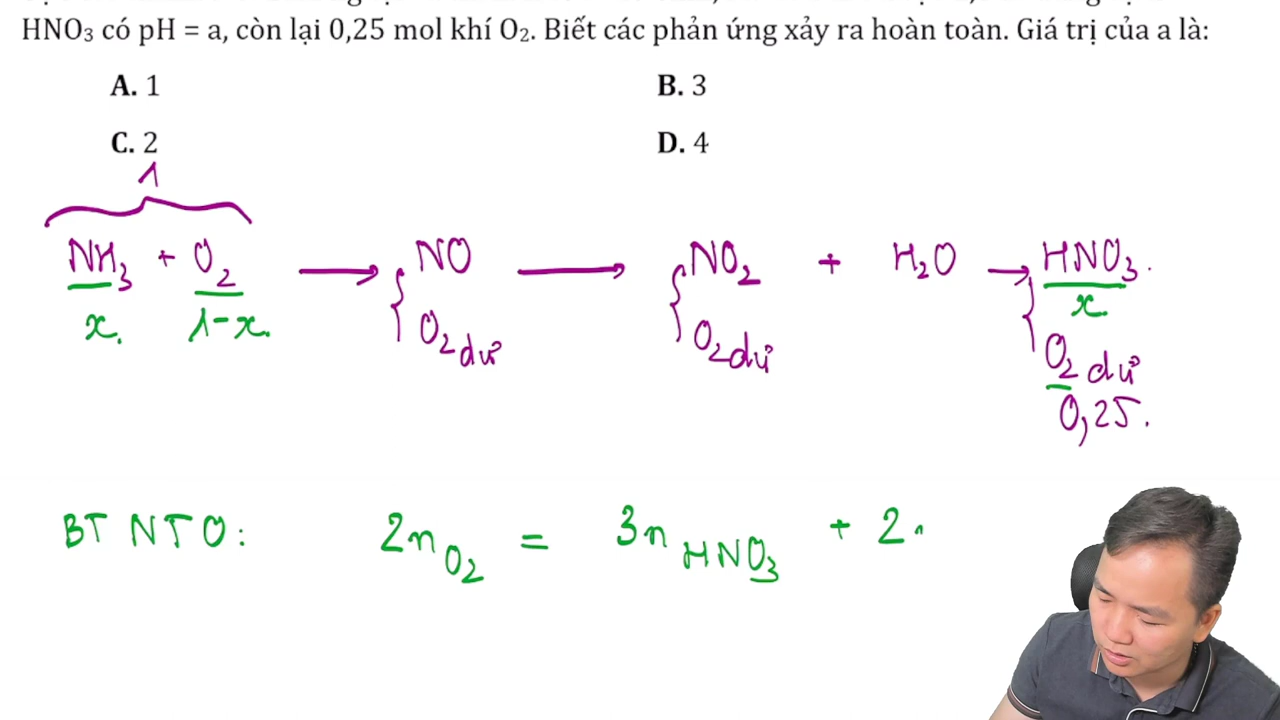 HNO₃ có pH = a, còn lại 0,25 mol khí O₂. Biết các phản ứng xảy ra hoàn toàn. Giá trị của a là:
A. 1 B. 3
C. 2 D. 4
1
NH₃ + O₂ → NO → NO₂ + H₂O → HNO₃.
x. 1-x. x.
O₂ dư O₂ dư O₂ dư
0,25.
BT NTO: 2n O₂ = 3n HNO₃ + 2